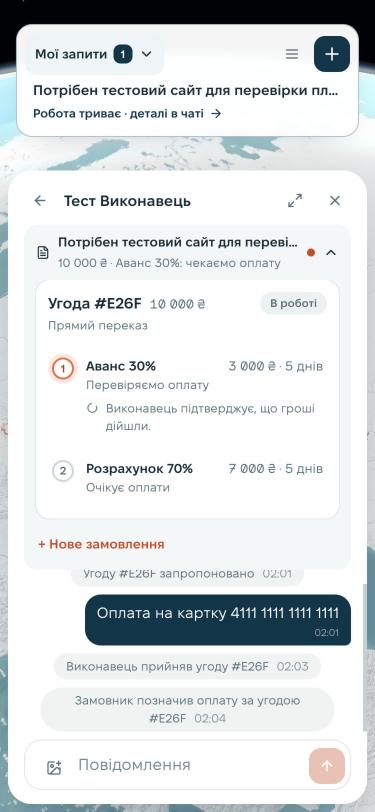 Мої запити 1
Потрібен тестовий сайт для перевірки пл...
Робота триває · деталі в чаті →
Тест Виконавець
Потрібен тестовий сайт для переві...
10 000 ₴ · Аванс 30%: чекаємо оплату
Угода #E26F 10 000 ₴ В роботі
Прямий переказ
1 Аванс 30% 3 000 ₴ · 5 днів
Перевіряємо оплату
Виконавець підтверджує, що гроші
дійшли.
2 Розрахунок 70% 7 000 ₴ · 5 днів
Очікує оплати
+ Нове замовлення
Угоду #E26F запропоновано 02:01
Оплата на картку 4111 1111 1111 1111
02:01
Виконавець прийняв угоду #E26F 02:03
Замовник позначив оплату за угодою
#E26F 02:04
Повідомлення